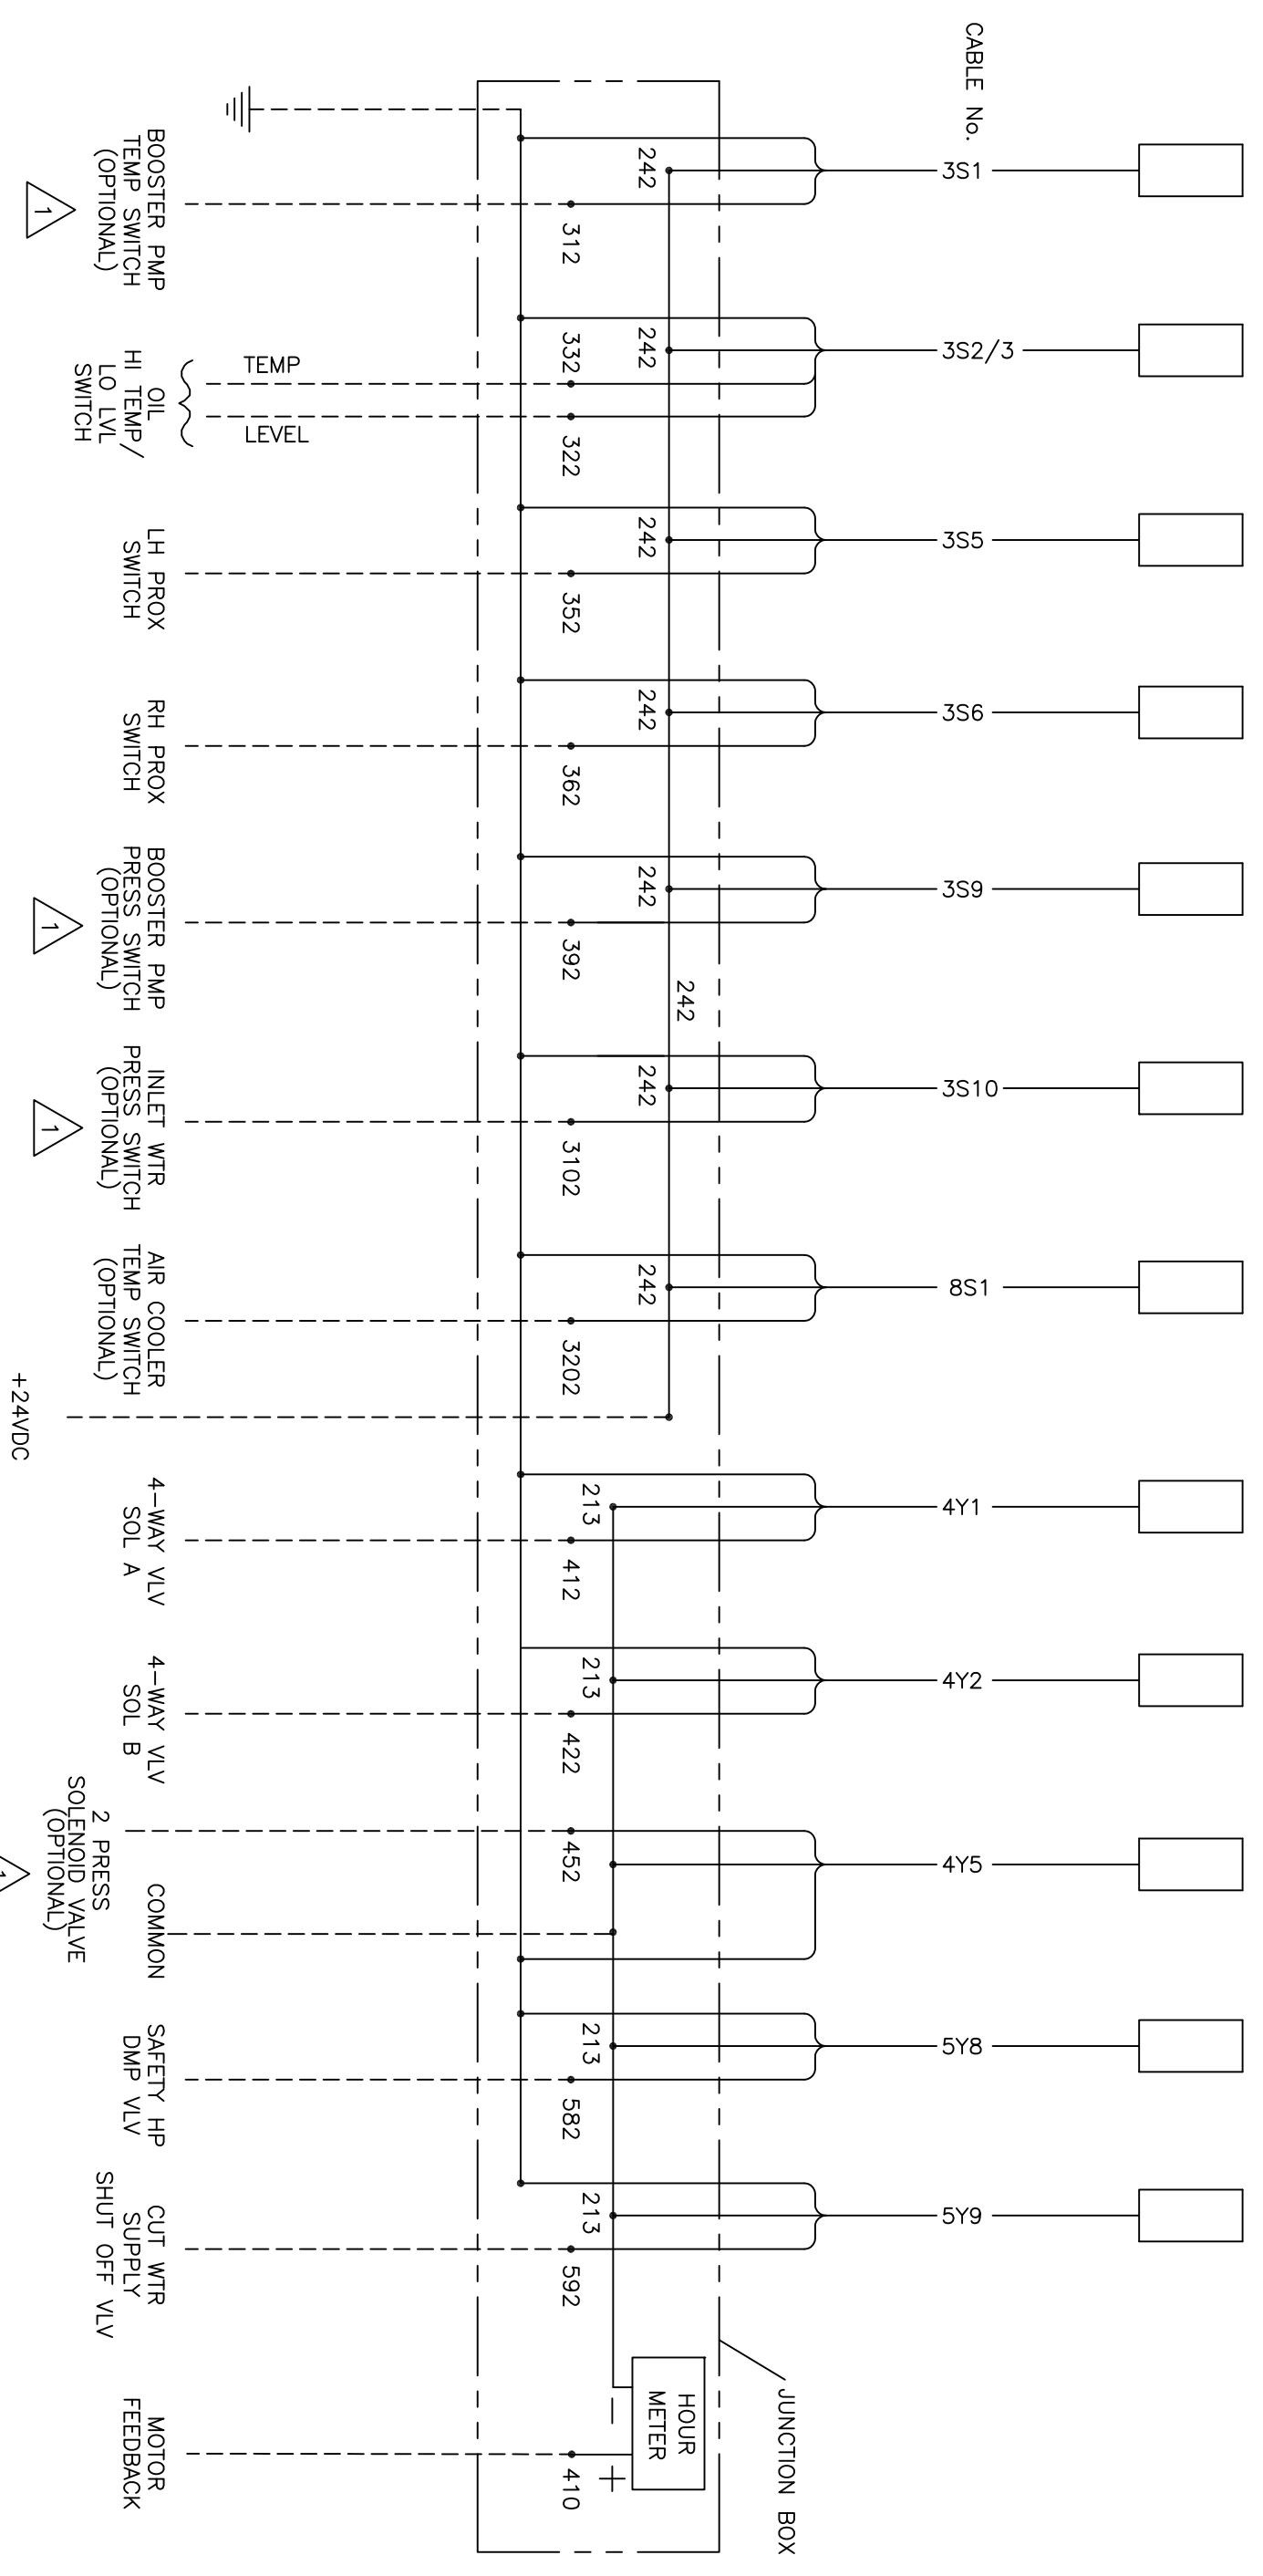 CABLE No.
3S1
3S2/3
3S5
3S6
3S9
3S10
8S1
4Y1
4Y2
4Y5
5Y8
5Y9
242
242
242
242
242
242
242
242
213
213
213
213
312
332
322
352
362
392
3102
3202
412
422
452
582
592
410
HOUR
METER
−
+
JUNCTION BOX
BOOSTER PMP
TEMP SWITCH
(OPTIONAL)
1
TEMP
LEVEL
OIL
HI TEMP/
LO LVL
SWITCH
LH PROX
SWITCH
RH PROX
SWITCH
BOOSTER PMP
PRESS SWITCH
(OPTIONAL)
1
INLET WTR
PRESS SWITCH
(OPTIONAL)
1
AIR COOLER
TEMP SWITCH
(OPTIONAL)
+24VDC
4-WAY VLV
SOL A
4-WAY VLV
SOL B
2 PRESS
SOLENOID VALVE
(OPTIONAL)
COMMON
SAFETY HP
DMP VLV
CUT WTR
SUPPLY
SHUT OFF VLV
MOTOR
FEEDBACK